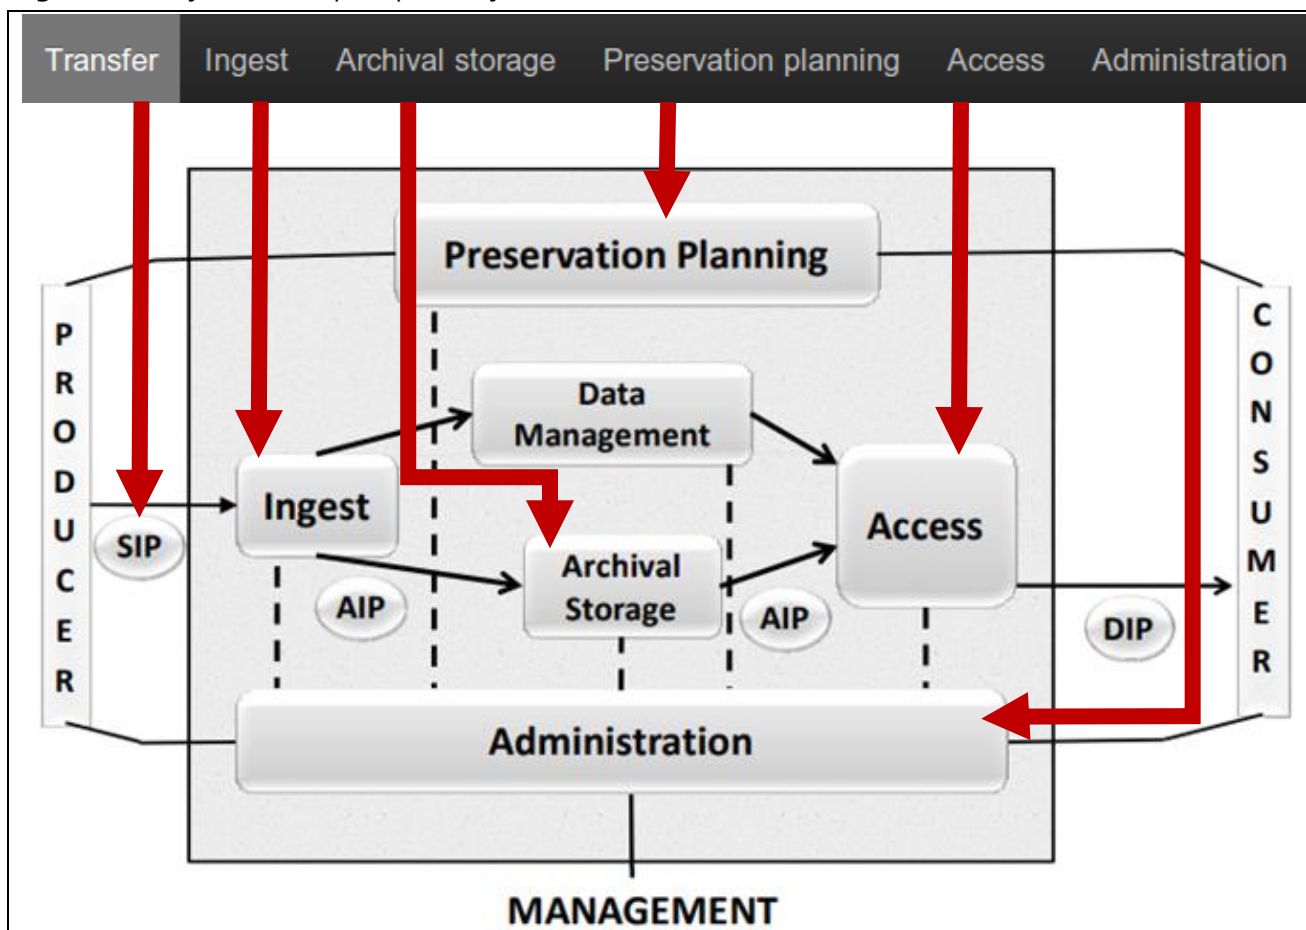 Transfer Ingest Archival storage Preservation planning Access Administration
Preservation Planning
PRODUCER
CONSUMER
Data
Management
Ingest
Access
SIP
Archival
Storage
AIP
AIP
DIP
Administration
MANAGEMENT